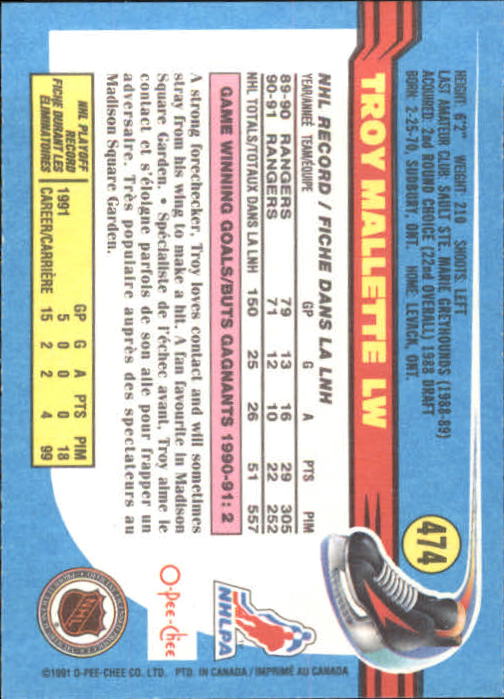 474
TROY MALLETTE LW
HEIGHT: 6'2" WEIGHT: 210 SHOOTS: LEFT
LAST AMATEUR CLUB: SAULT STE. MARIE GREYHOUNDS (1988-89)
ACQUIRED: 2nd ROUND CHOICE (22nd OVERALL) 1988 DRAFT
BORN: 2-25-70, SUDBURY, ONT. HOME: LEVACK, ONT.
NHL RECORD / FICHE DANS LA LNH
YEAR/ANNÉE TEAM/ÉQUIPE GP G A PTS PIM
89-90 RANGERS 79 13 16 29 305
90-91 RANGERS 71 12 10 22 252
NHL TOTALS/TOTAUX DANS LA LNH 150 25 26 51 557
GAME WINNING GOALS/BUTS GAGNANTS 1990-91: 2
A strong forechecker, Troy loves contact and will sometimes
stray from his wing to make a hit. A fan favourite in Madison
Square Garden. • Spécialiste de l'échec avant, Troy aime le
contact et s'éloigne parfois de son aile pour frapper un
adversaire. Très populaire auprès des spectateurs au
Madison Square Garden.
NHL PLAYOFF
RECORD
FICHE DURANT LES
ÉLIMINATOIRES
GP G A PTS PIM
1991 5 0 0 0 18
CAREER/CARRIÈRE 15 2 2 4 99
NHLPA
O-Pee-Chee
NHL
©1991 O-PEE-CHEE CO. LTD. PTD. IN CANADA / IMPRIMÉ AU CANADA